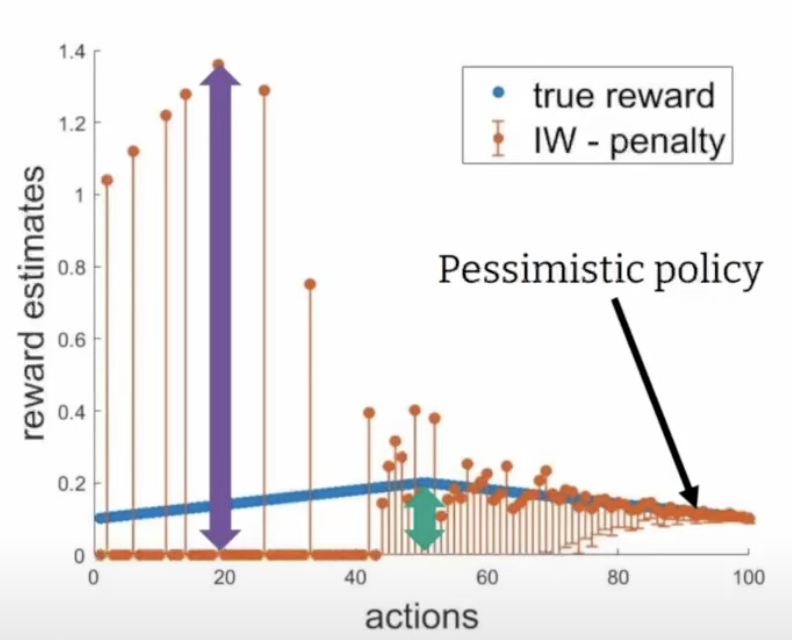 1.4
1.2
1
0.8
0.6
0.4
0.2
0
reward estimates
true reward
IW - penalty
Pessimistic policy
0 20 40 60 80 100
actions